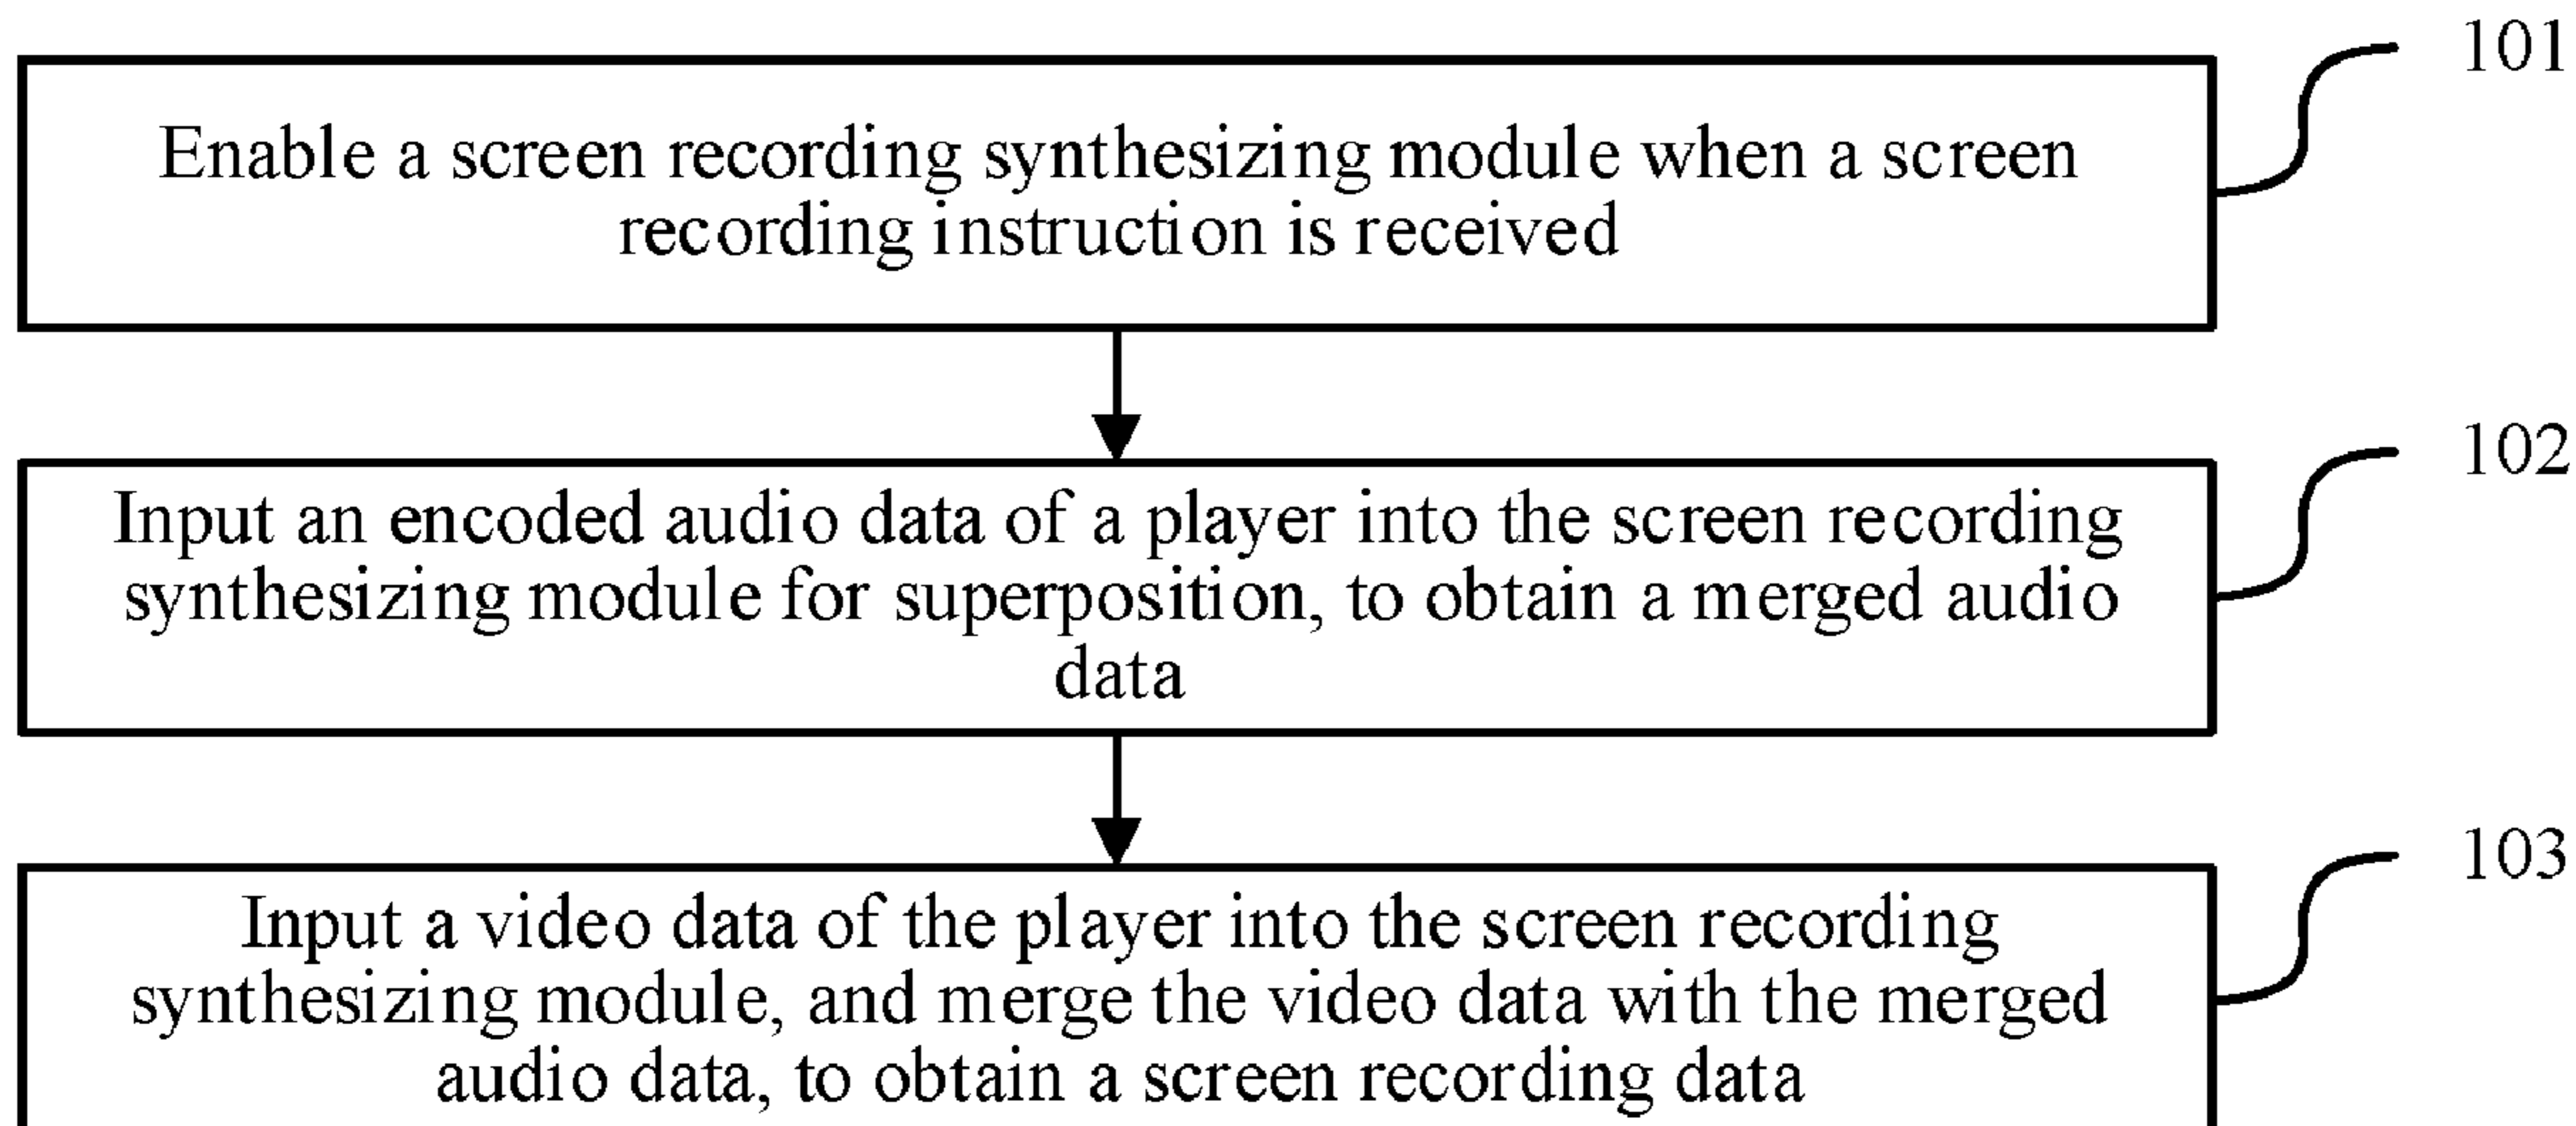 101
Enable a screen recording synthesizing module when a screen
recording instruction is received
102
Input an encoded audio data of a player into the screen recording
synthesizing module for superposition, to obtain a merged audio
data
103
Input a video data of the player into the screen recording
synthesizing module, and merge the video data with the merged
audio data, to obtain a screen recording data